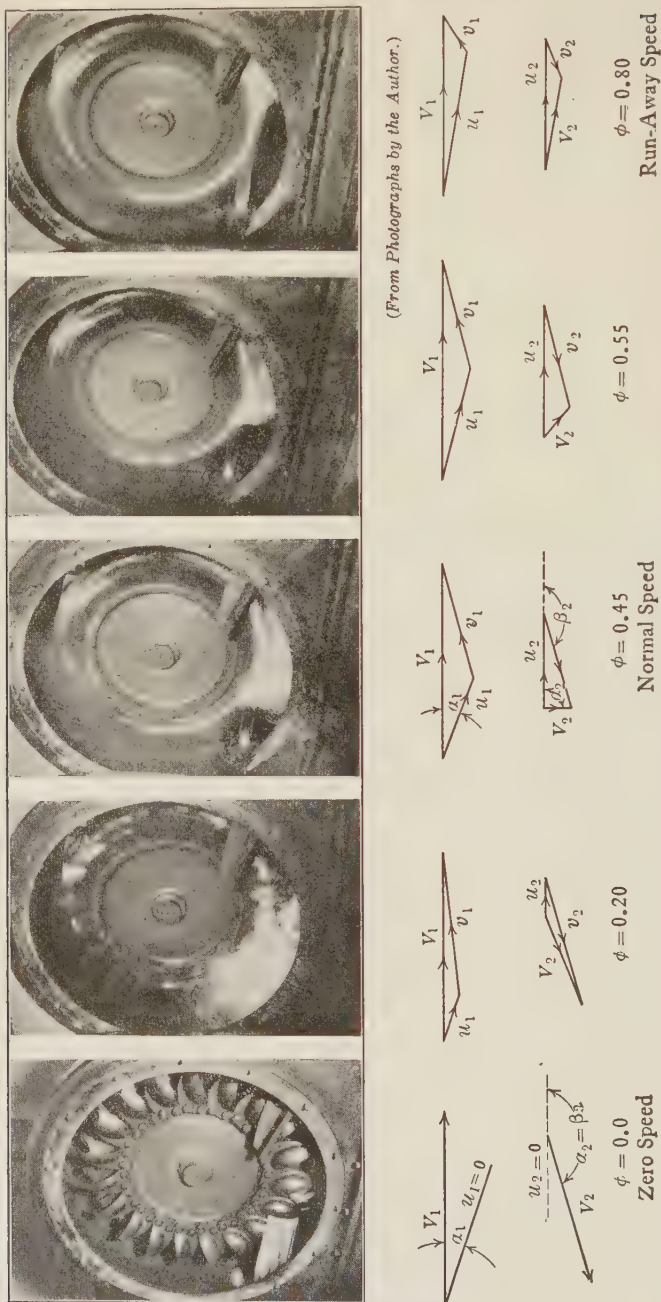 (From Photographs by the Author.)
V₁
α₁
u₁=0
V₁
u₁
v₁
V₁
α₁
u₁
v₁
V₁
u₁
v₁
V₁
u₁
v₁
u₂=0
α₂=β₂
V₂
u₂
V₂
v₂
u₂
V₂
α₂
β₂
u₂
V₂
v₂
u₂
V₂
v₂
ϕ=0.0
Zero Speed
ϕ=0.20
ϕ=0.45
Normal Speed
ϕ=0.55
ϕ=0.80
Run-Away Speed